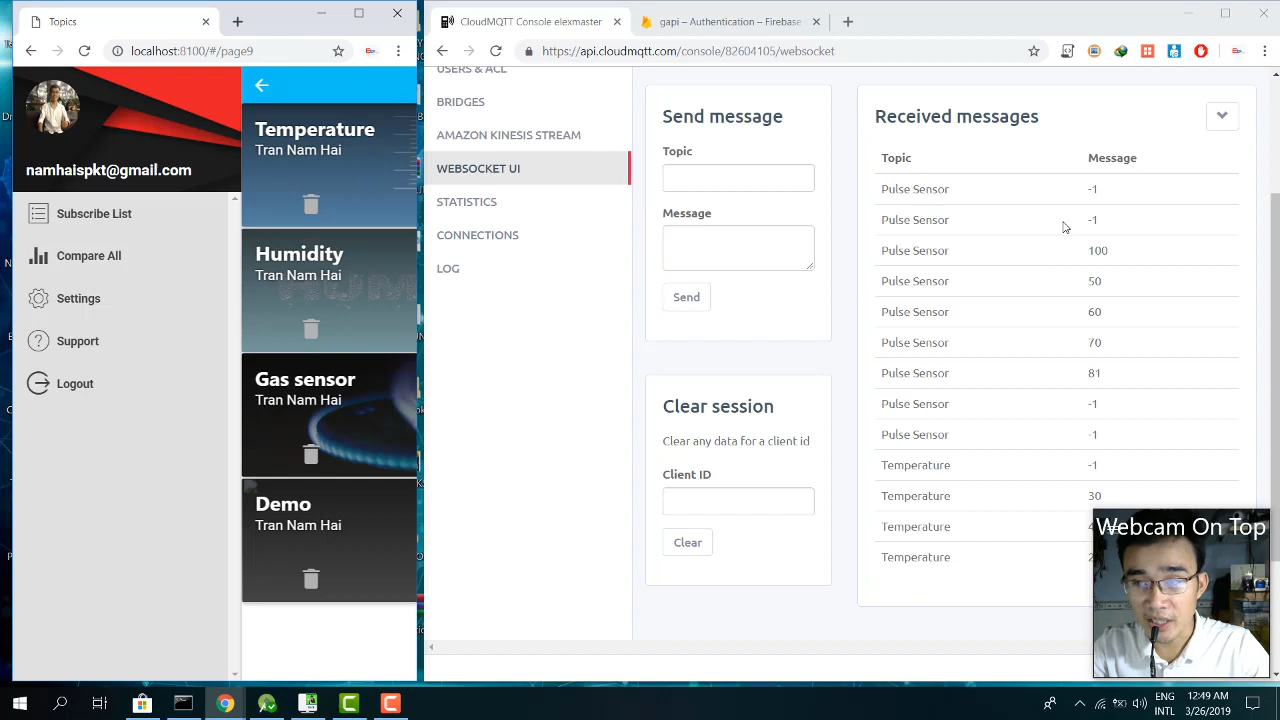 Topics
localhost:8100/#/page9
namhaispkt@gmail.com
Subscribe List
Compare All
Settings
Support
Logout
Temperature
Tran Nam Hai
Humidity
Tran Nam Hai
Gas sensor
Tran Nam Hai
Demo
Tran Nam Hai
CloudMQTT Console elexmaster
gapi – Authentication – Firebase
https://api.cloudmqtt.com/console/82604105/websocket
USERS & ACL
BRIDGES
AMAZON KINESIS STREAM
WEBSOCKET UI
STATISTICS
CONNECTIONS
LOG
Send message
Topic
Message
Send
Clear session
Clear any data for a client id
Client ID
Clear
Received messages
Topic Message
Pulse Sensor -1
Pulse Sensor -1
Pulse Sensor 100
Pulse Sensor 50
Pulse Sensor 60
Pulse Sensor 70
Pulse Sensor 81
Pulse Sensor -1
Pulse Sensor -1
Temperature -1
Temperature 30
Temperature
Temperature
Webcam On Top
ENG
INTL
12:49 AM
3/26/2019